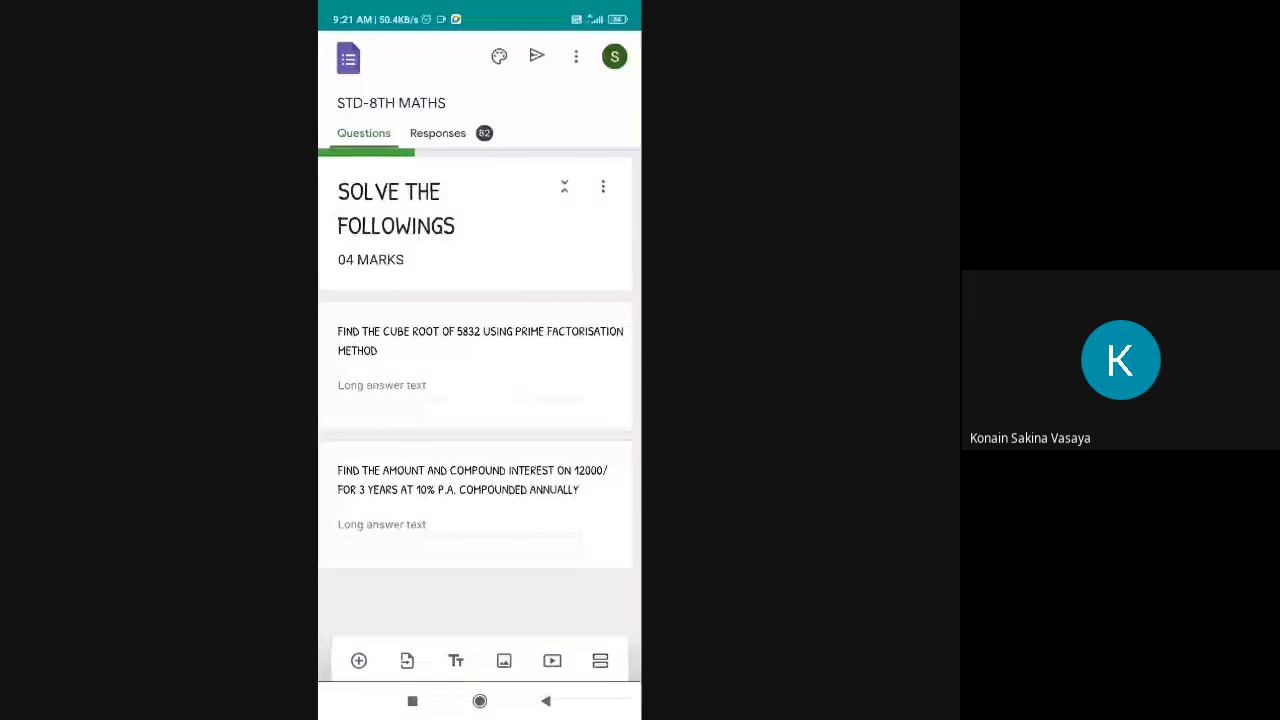 9:21 AM | 50.4KB/s
S
STD-8TH MATHS
Questions Responses 82
SOLVE THE
FOLLOWINGS
04 MARKS
FIND THE CUBE ROOT OF 5832 USING PRIME FACTORISATION
METHOD
Long answer text
FIND THE AMOUNT AND COMPOUND INTEREST ON 12000/
FOR 3 YEARS AT 10% P.A. COMPOUNDED ANNUALLY
Long answer text
Tт
K
Konain Sakina Vasaya